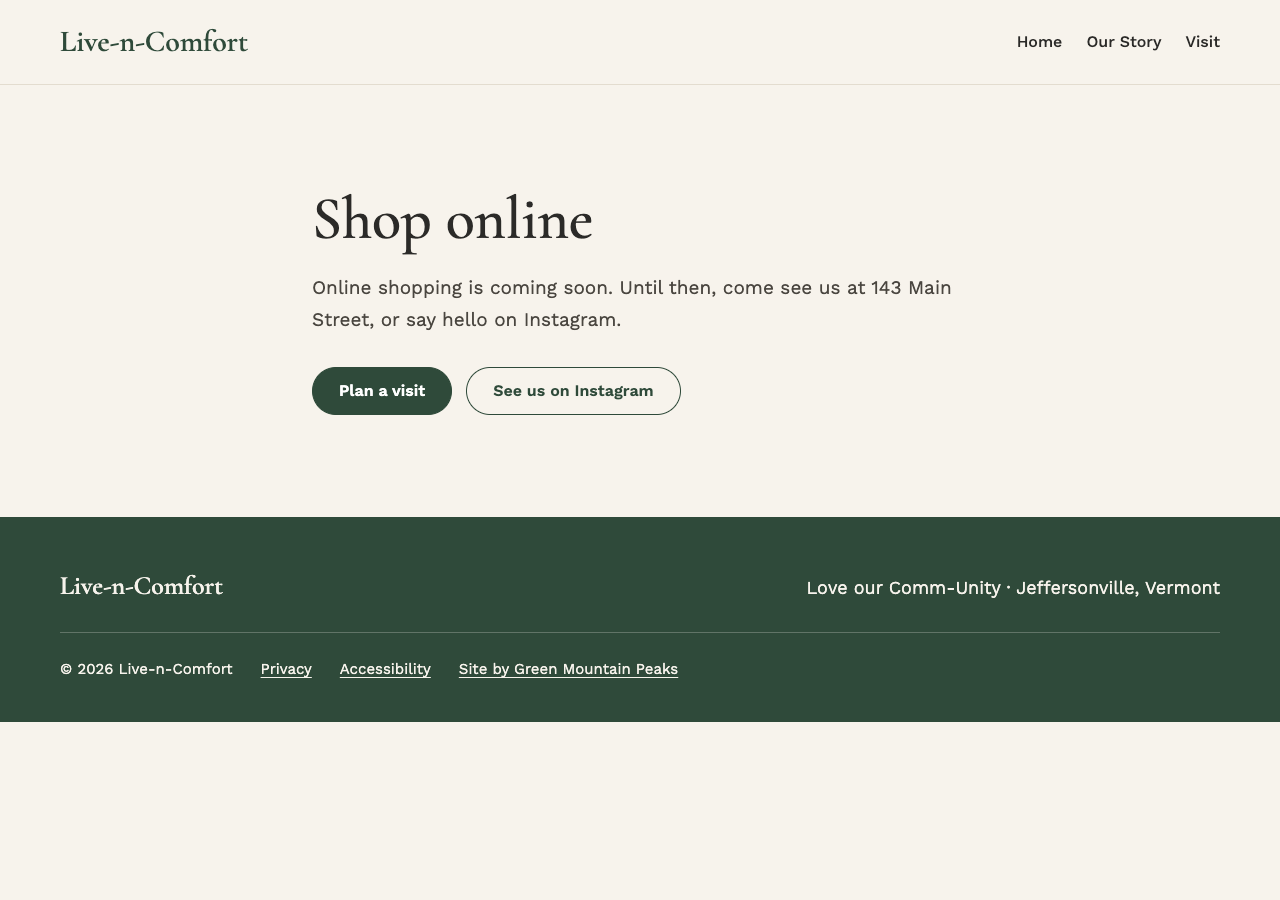 Live-n-Comfort
Home Our Story Visit
Shop online
Online shopping is coming soon. Until then, come see us at 143 Main
Street, or say hello on Instagram.
Plan a visit See us on Instagram
Live-n-Comfort
Love our Comm-Unity · Jeffersonville, Vermont
© 2026 Live-n-Comfort Privacy Accessibility Site by Green Mountain Peaks